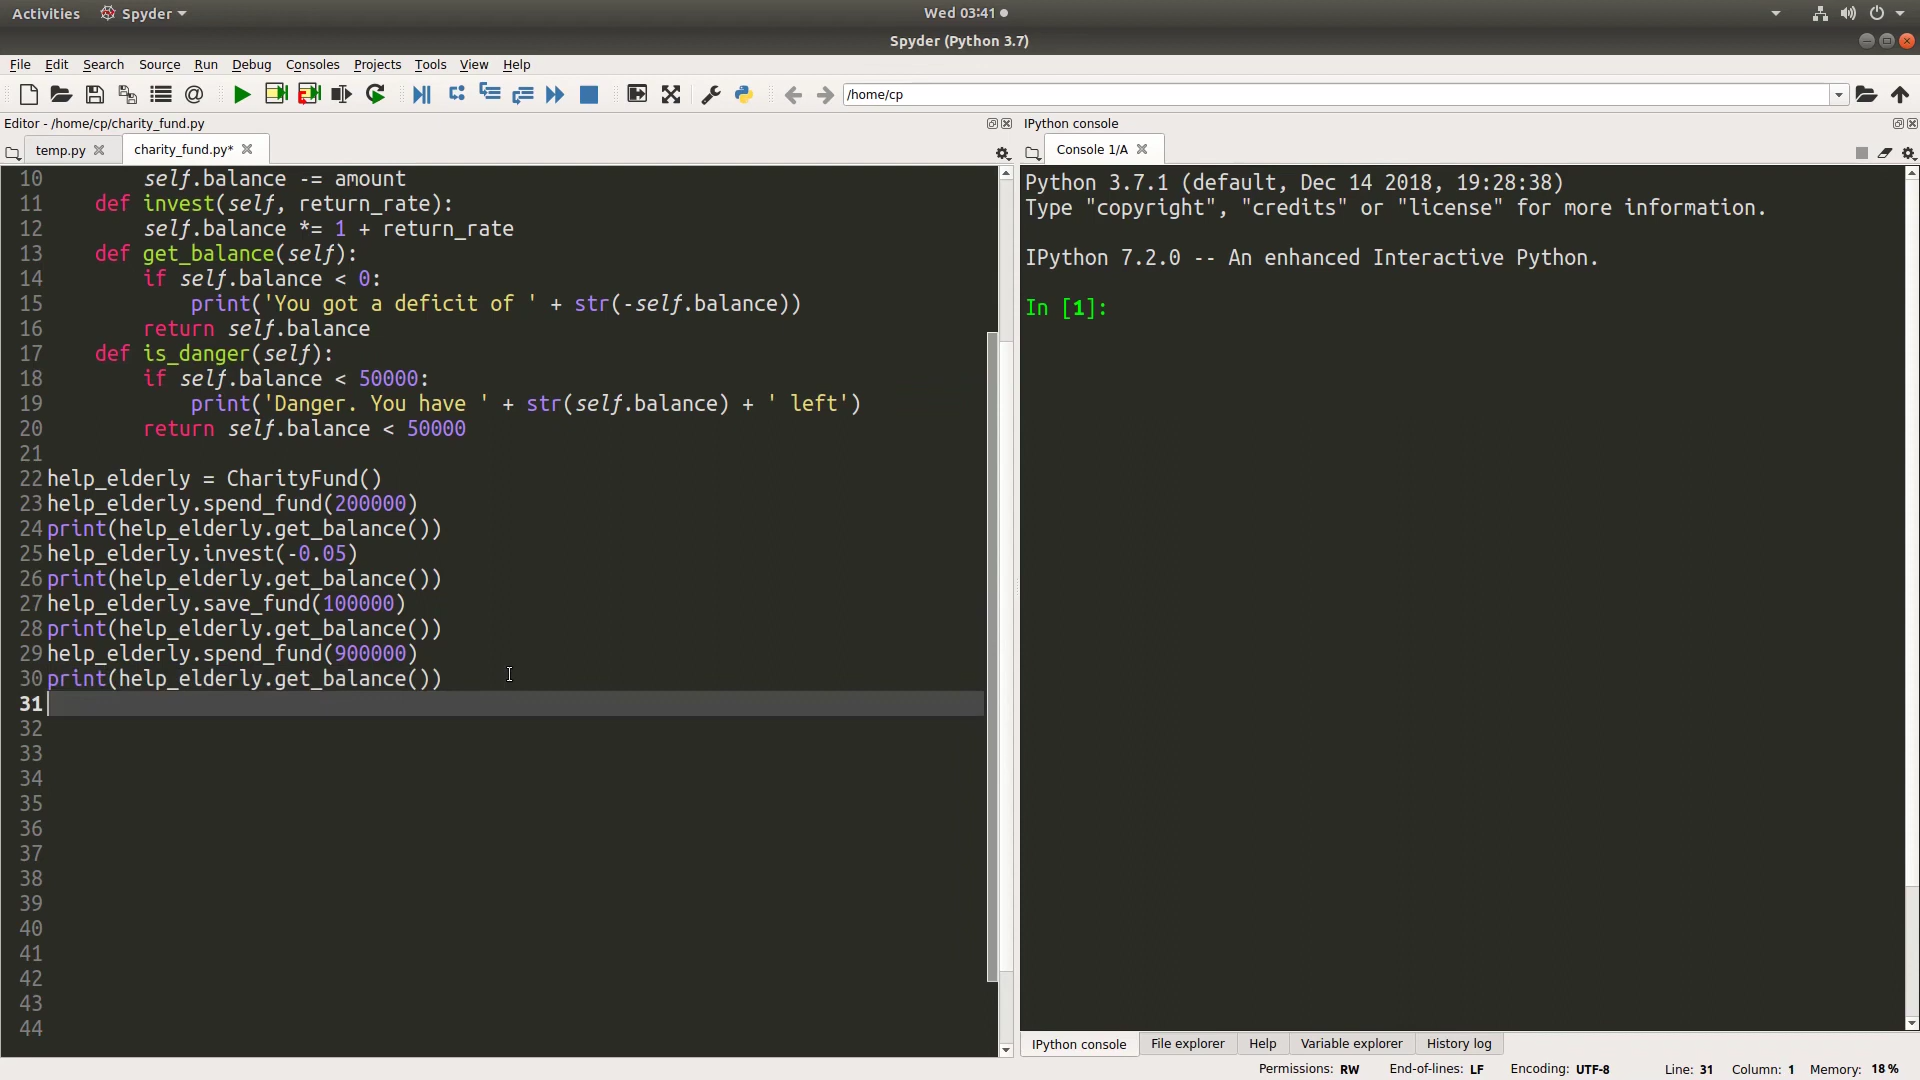 Activities Spyder Wed 03:41
Spyder (Python 3.7)
File Edit Search Source Run Debug Consoles Projects Tools View Help
/home/cp
Editor - /home/cp/charity_fund.py
temp.py charity_fund.py*
10         self.balance -= amount
11     def invest(self, return_rate):
12         self.balance *= 1 + return_rate
13     def get_balance(self):
14         if self.balance < 0:
15             print('You got a deficit of ' + str(-self.balance))
16         return self.balance
17     def is_danger(self):
18         if self.balance < 50000:
19             print('Danger. You have ' + str(self.balance) + ' left')
20         return self.balance < 50000
21
22 help_elderly = CharityFund()
23 help_elderly.spend_fund(200000)
24 print(help_elderly.get_balance())
25 help_elderly.invest(-0.05)
26 print(help_elderly.get_balance())
27 help_elderly.save_fund(100000)
28 print(help_elderly.get_balance())
29 help_elderly.spend_fund(900000)
30 print(help_elderly.get_balance())
31
32
33
34
35
36
37
38
39
40
41
42
43
44
IPython console
Console 1/A
Python 3.7.1 (default, Dec 14 2018, 19:28:38)
Type "copyright", "credits" or "license" for more information.
IPython 7.2.0 -- An enhanced Interactive Python.
In [1]:
IPython console File explorer Help Variable explorer History log
Permissions: RW End-of-lines: LF Encoding: UTF-8 Line: 31 Column: 1 Memory: 18 %